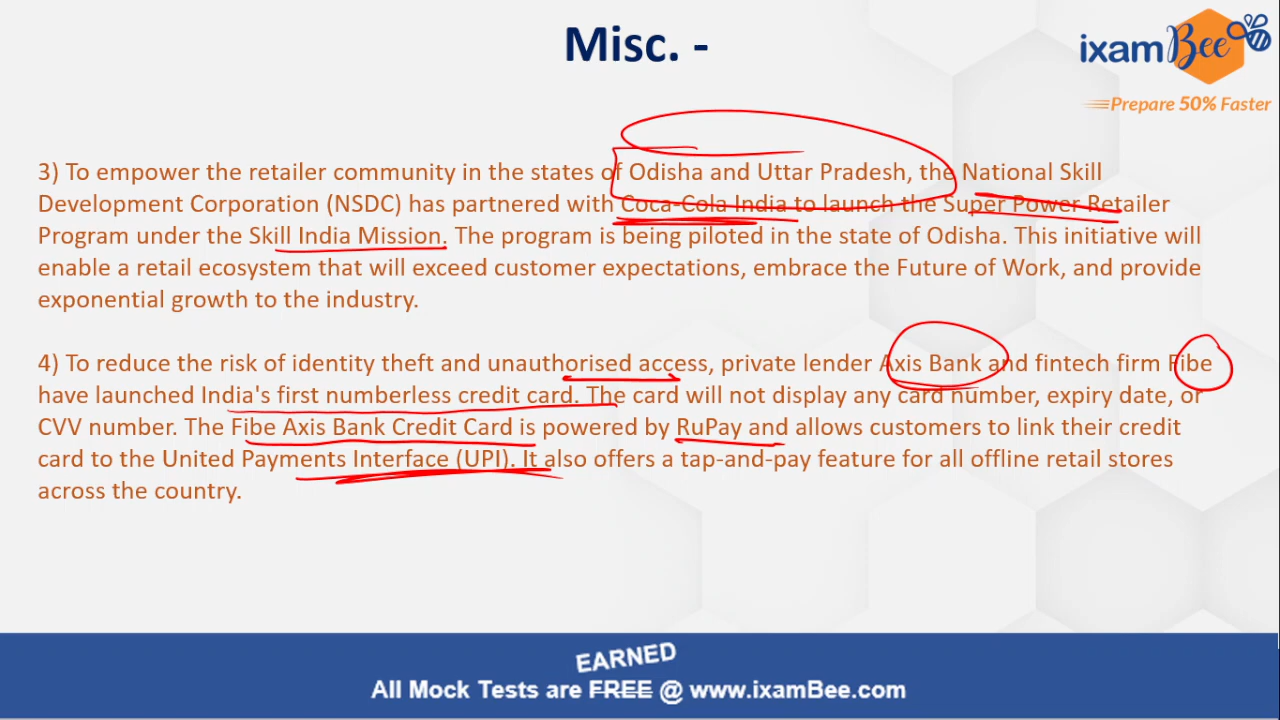 Misc. -
ixamBee
Prepare 50% Faster
3) To empower the retailer community in the states of Odisha and Uttar Pradesh, the National Skill
Development Corporation (NSDC) has partnered with Coca-Cola India to launch the Super Power Retailer
Program under the Skill India Mission. The program is being piloted in the state of Odisha. This initiative will
enable a retail ecosystem that will exceed customer expectations, embrace the Future of Work, and provide
exponential growth to the industry.
4) To reduce the risk of identity theft and unauthorised access, private lender Axis Bank and fintech firm Fibe
have launched India's first numberless credit card. The card will not display any card number, expiry date, or
CVV number. The Fibe Axis Bank Credit Card is powered by RuPay and allows customers to link their credit
card to the United Payments Interface (UPI). It also offers a tap-and-pay feature for all offline retail stores
across the country.
EARNED
All Mock Tests are FREE @ www.ixamBee.com